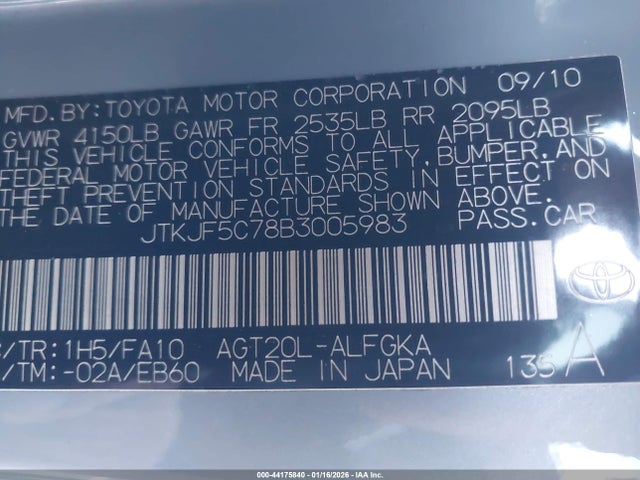 MFD.BY:TOYOTA MOTOR CORPORATION 09/10
GVWR 4150LB GAWR FR 2535LB RR 2095LB
THIS VEHICLE CONFORMS TO ALL APPLICABLE
FEDERAL MOTOR VEHICLE SAFETY,BUMPER,AND
THEFT PREVENTION STANDARDS IN EFFECT ON
THE DATE OF MANUFACTURE SHOWN ABOVE.
JTKJF5C78B3005983 PASS.CAR
/TR:1H5/FA10 AGT20L-ALFGKA
/TM:-02A/EB60 MADE IN JAPAN 135A
000-44175840 - 01/16/2026 - IAA Inc.